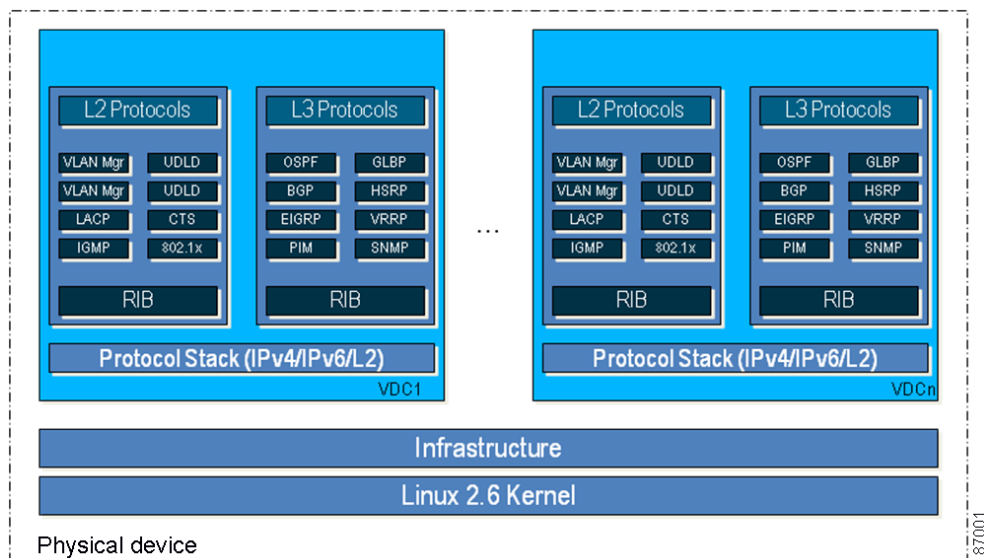 L2 Protocols
VLAN Mgr UDLD
VLAN Mgr UDLD
LACP CTS
IGMP 802.1x
RIB
L3 Protocols
OSPF GLBP
BGP HSRP
EIGRP VRRP
PIM SNMP
RIB
Protocol Stack (IPv4/IPv6/L2)
VDC1
...
L2 Protocols
VLAN Mgr UDLD
VLAN Mgr UDLD
LACP CTS
IGMP 802.1x
RIB
L3 Protocols
OSPF GLBP
BGP HSRP
EIGRP VRRP
PIM SNMP
RIB
Protocol Stack (IPv4/IPv6/L2)
VDCn
Infrastructure
Linux 2.6 Kernel
Physical device
87001